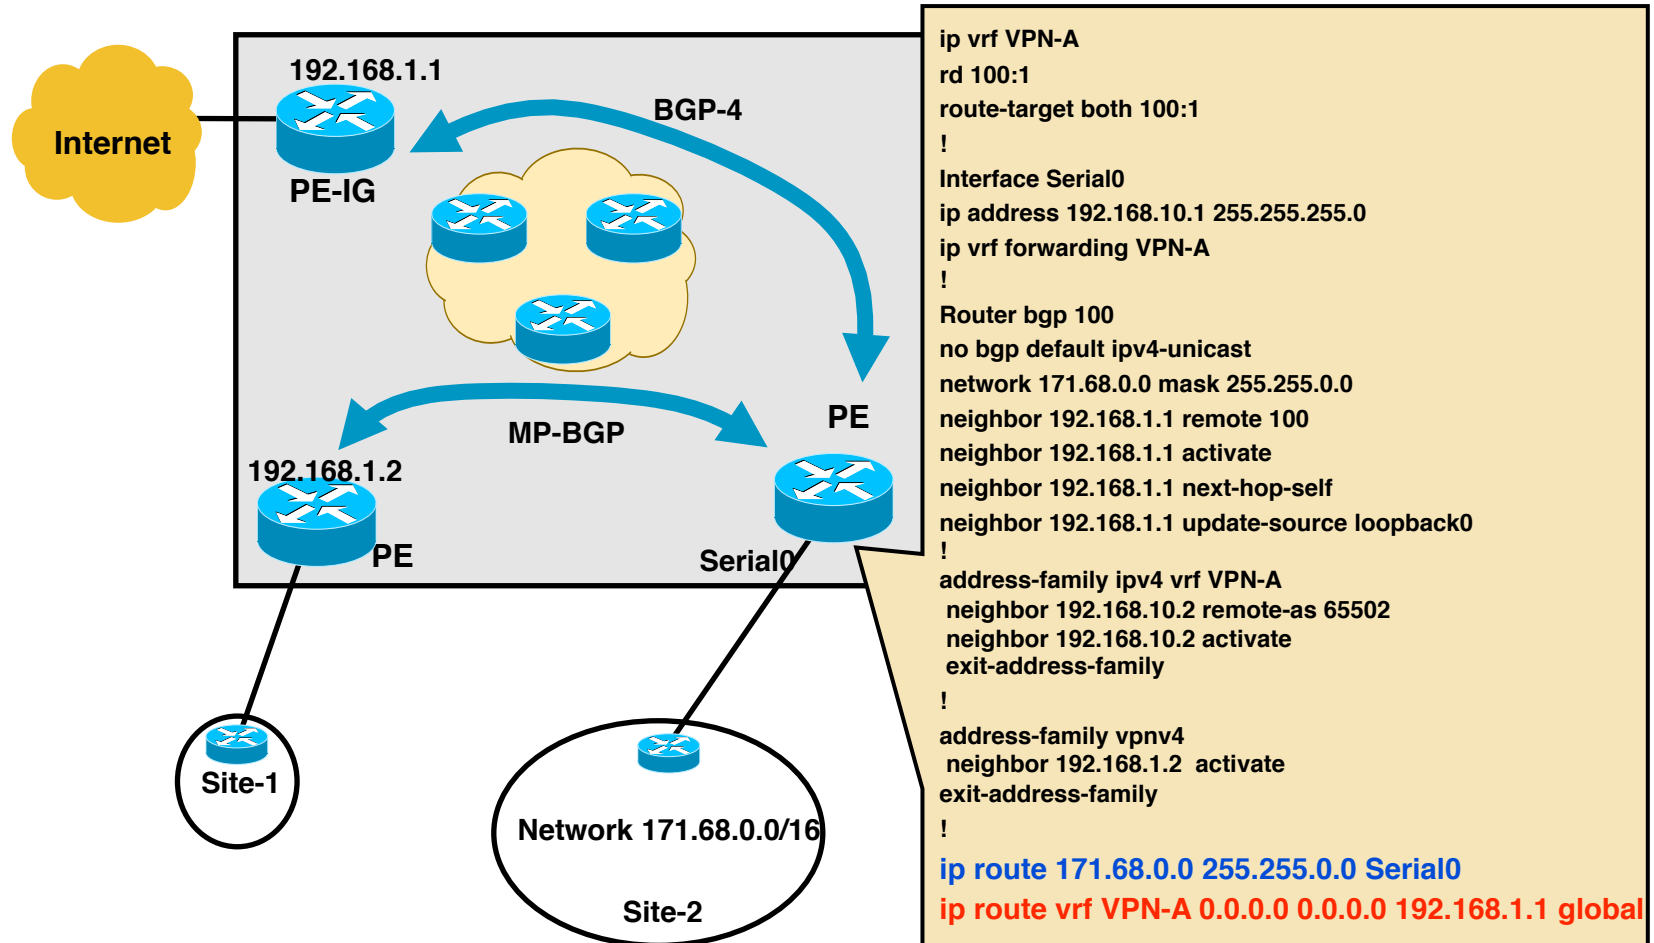 192.168.1.1
Internet
PE-IG
BGP-4
MP-BGP
PE
192.168.1.2
PE
Serial0
Site-1
Network 171.68.0.0/16
Site-2
ip vrf VPN-A
rd 100:1
route-target both 100:1
!
Interface Serial0
ip address 192.168.10.1 255.255.255.0
ip vrf forwarding VPN-A
!
Router bgp 100
no bgp default ipv4-unicast
network 171.68.0.0 mask 255.255.0.0
neighbor 192.168.1.1 remote 100
neighbor 192.168.1.1 activate
neighbor 192.168.1.1 next-hop-self
neighbor 192.168.1.1 update-source loopback0
!
address-family ipv4 vrf VPN-A
neighbor 192.168.10.2 remote-as 65502
neighbor 192.168.10.2 activate
exit-address-family
!
address-family vpnv4
neighbor 192.168.1.2 activate
exit-address-family
!
ip route 171.68.0.0 255.255.0.0 Serial0
ip route vrf VPN-A 0.0.0.0 0.0.0.0 192.168.1.1 global